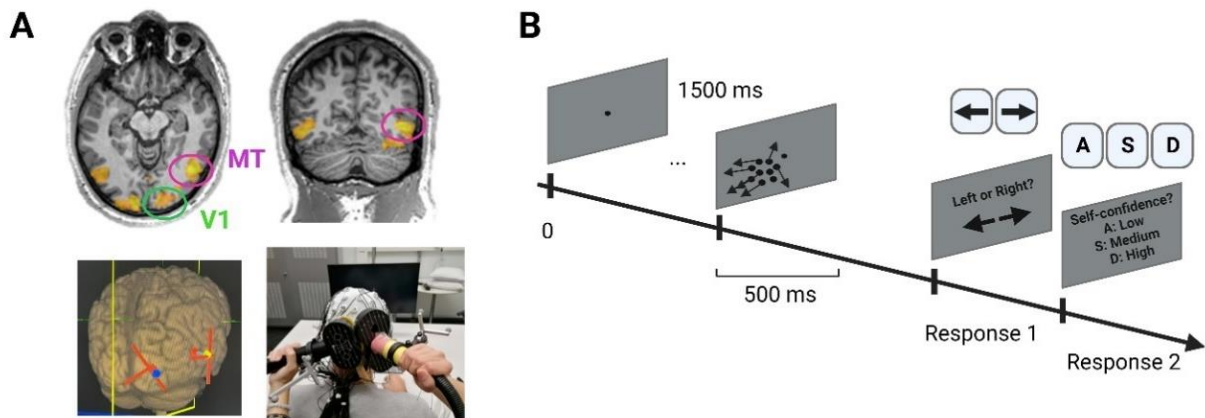 A
MT
V1
B
1500 ms
...
0
500 ms
Left or Right?
Response 1
A S D
Self-confidence?
A: Low
S: Medium
D: High
Response 2